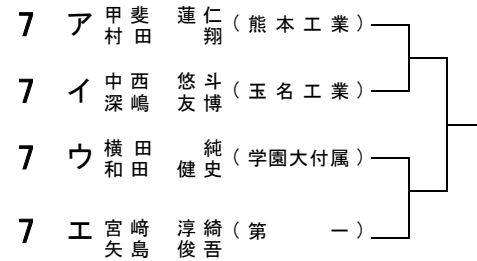 7 ア 甲斐 蓮仁 (熊本工業)
村田 翔
7 イ 中西 悠斗 (玉名工業)
深嶋 友博
7 ウ 横田 純 (学園大付属)
和田 健史
7 エ 宮﨑 淳綺 (第一)
矢島 俊吾